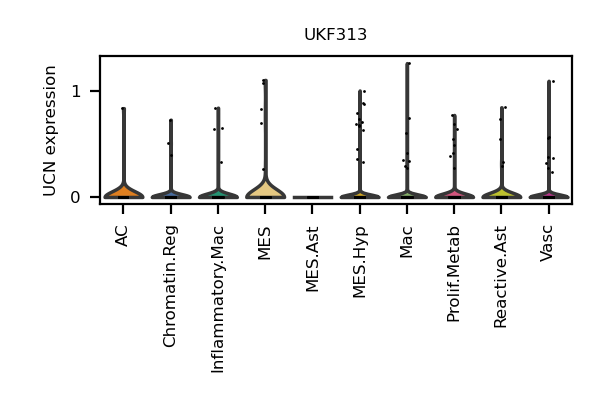 UKF313
UCN expression
1
0
AC
Chromatin.Reg
Inflammatory.Mac
MES
MES.Ast
MES.Hyp
Mac
Prolif.Metab
Reactive.Ast
Vasc